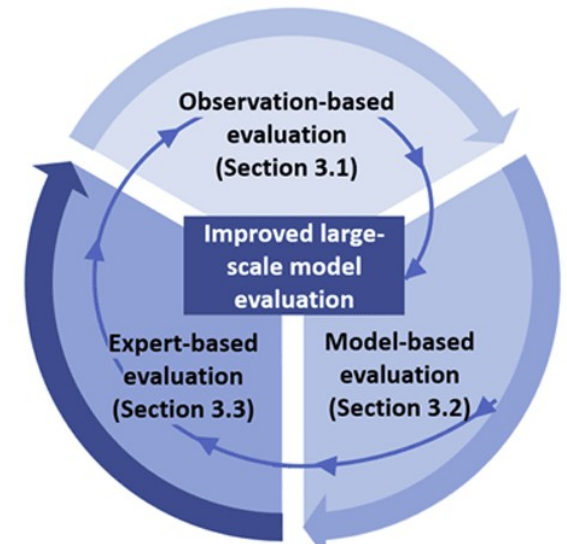 Observation-based
evaluation
(Section 3.1)
Improved large-
scale model
evaluation
Expert-based
evaluation
(Section 3.3)
Model-based
evaluation
(Section 3.2)